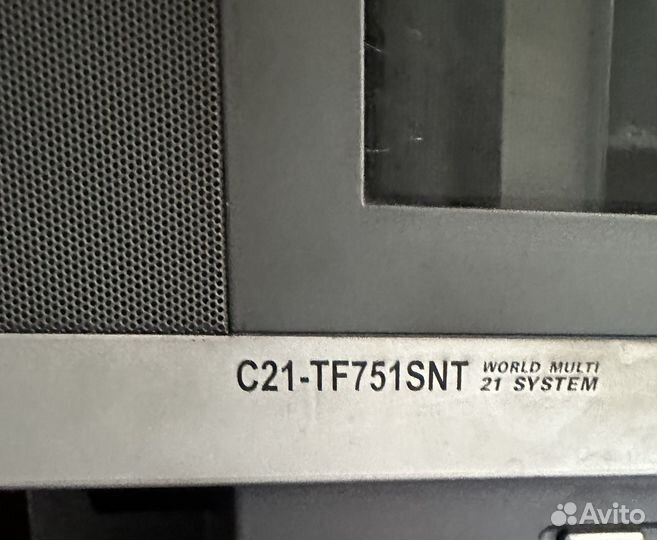 C21-TF751SNT WORLD MULTI
21 SYSTEM
Avito